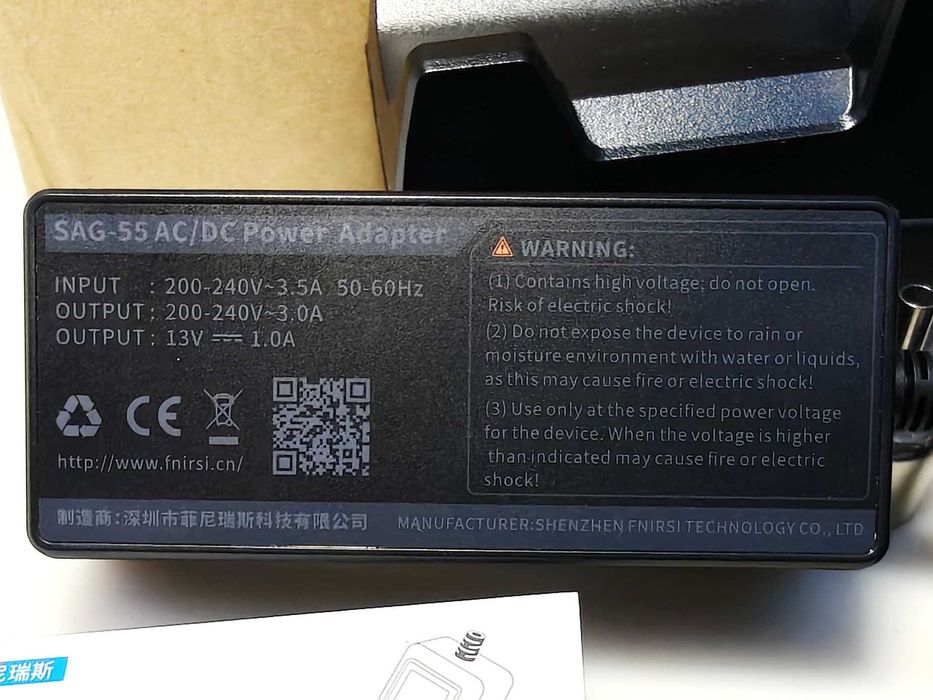 SAG-55 AC/DC Power Adapter
INPUT : 200-240V~3.5A 50-60Hz
OUTPUT: 200-240V~3.0A
OUTPUT: 13V ⎓ 1.0A
CE
http://www.fnirsi.cn/
WARNING:
(1) Contains high voltage; do not open.
Risk of electric shock!
(2) Do not expose the device to rain or
moisture environment with water or liquids,
as this may cause fire or electric shock!
(3) Use only at the specified power voltage
for the device. When the voltage is higher
than indicated may cause fire or electric
shock!
制造商:深圳市菲尼瑞斯科技有限公司
MANUFACTURER:SHENZHEN FNIRSI TECHNOLOGY CO., LTD
尼瑞斯